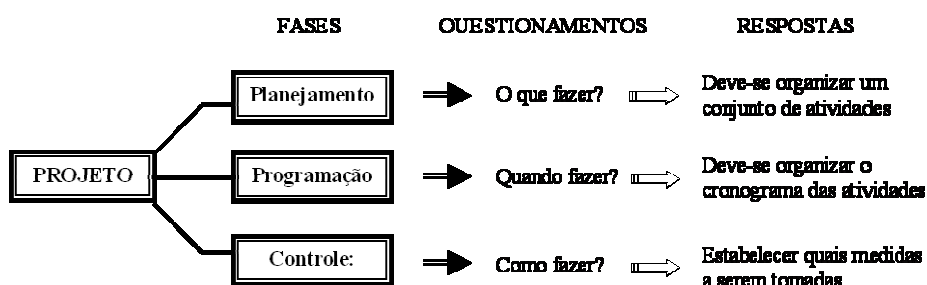 FASES
QUESTIONAMENTOS
RESPOSTAS
PROJETO
Planejamento
O que fazer?
Deve-se organizar um
conjunto de atividades
Programação
Quando fazer?
Deve-se organizar o
cronograma das atividades
Controle:
Como fazer?
Estabelecer quais medidas
a serem tomadas